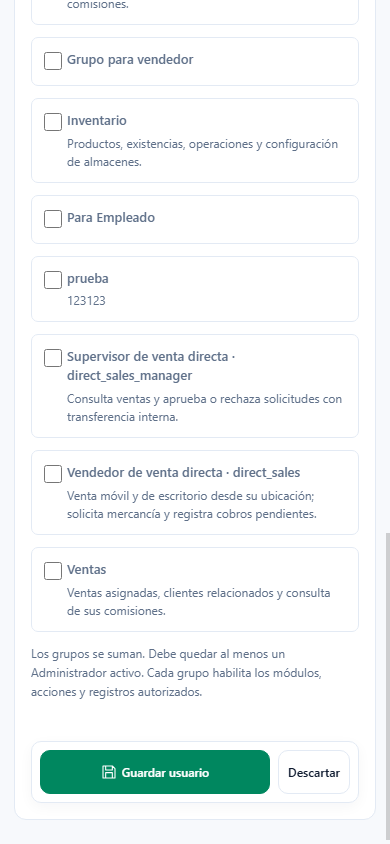 comisiones.
Grupo para vendedor
Inventario
Productos, existencias, operaciones y configuración
de almacenes.
Para Empleado
prueba
123123
Supervisor de venta directa ·
direct_sales_manager
Consulta ventas y aprueba o rechaza solicitudes con
transferencia interna.
Vendedor de venta directa · direct_sales
Venta móvil y de escritorio desde su ubicación;
solicita mercancía y registra cobros pendientes.
Ventas
Ventas asignadas, clientes relacionados y consulta
de sus comisiones.
Los grupos se suman. Debe quedar al menos un
Administrador activo. Cada grupo habilita los módulos,
acciones y registros autorizados.
Guardar usuario
Descartar